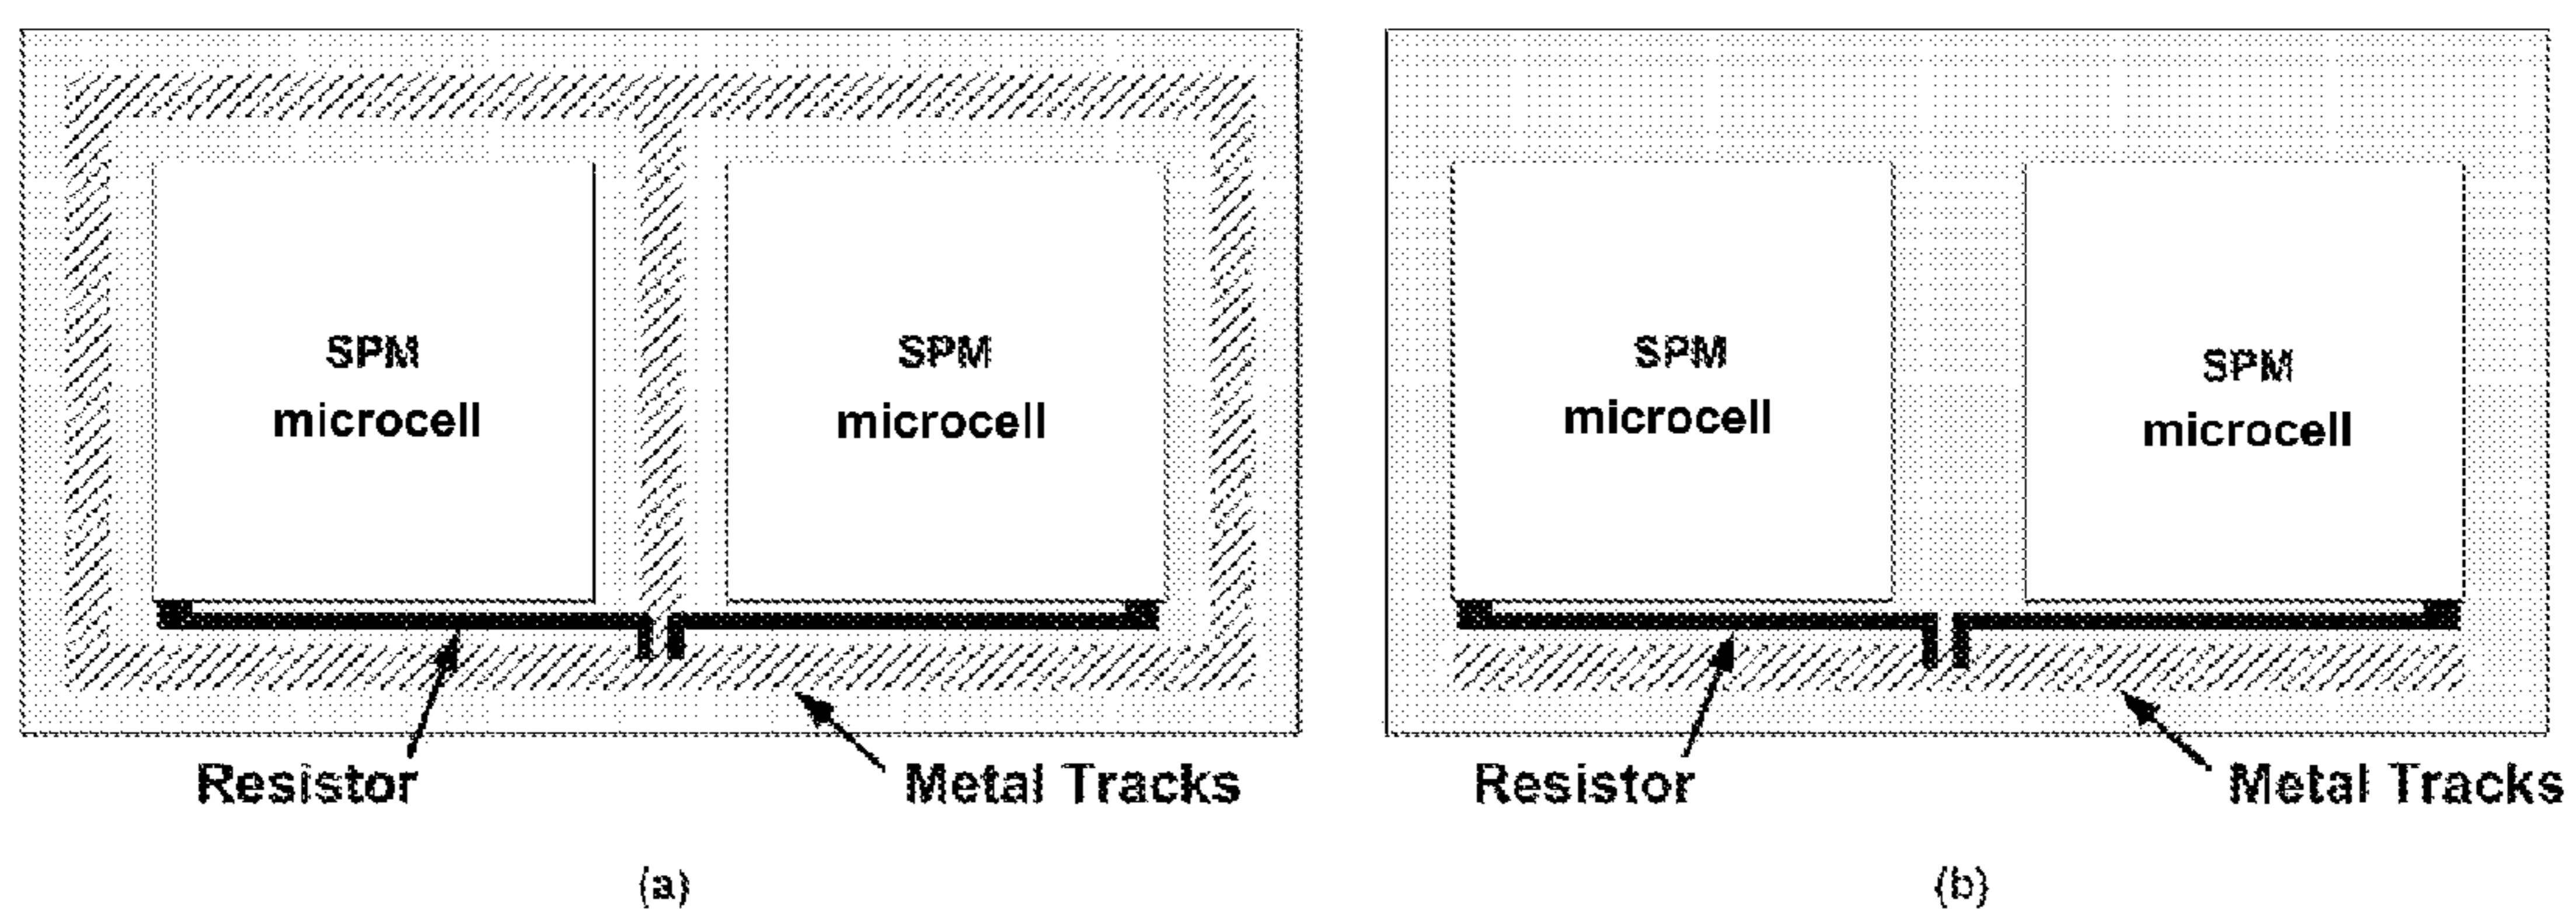 SPM
microcell
SPM
microcell
Resistor
Metal Tracks
(a)
SPM
microcell
SPM
microcell
Resistor
Metal Tracks
(b)